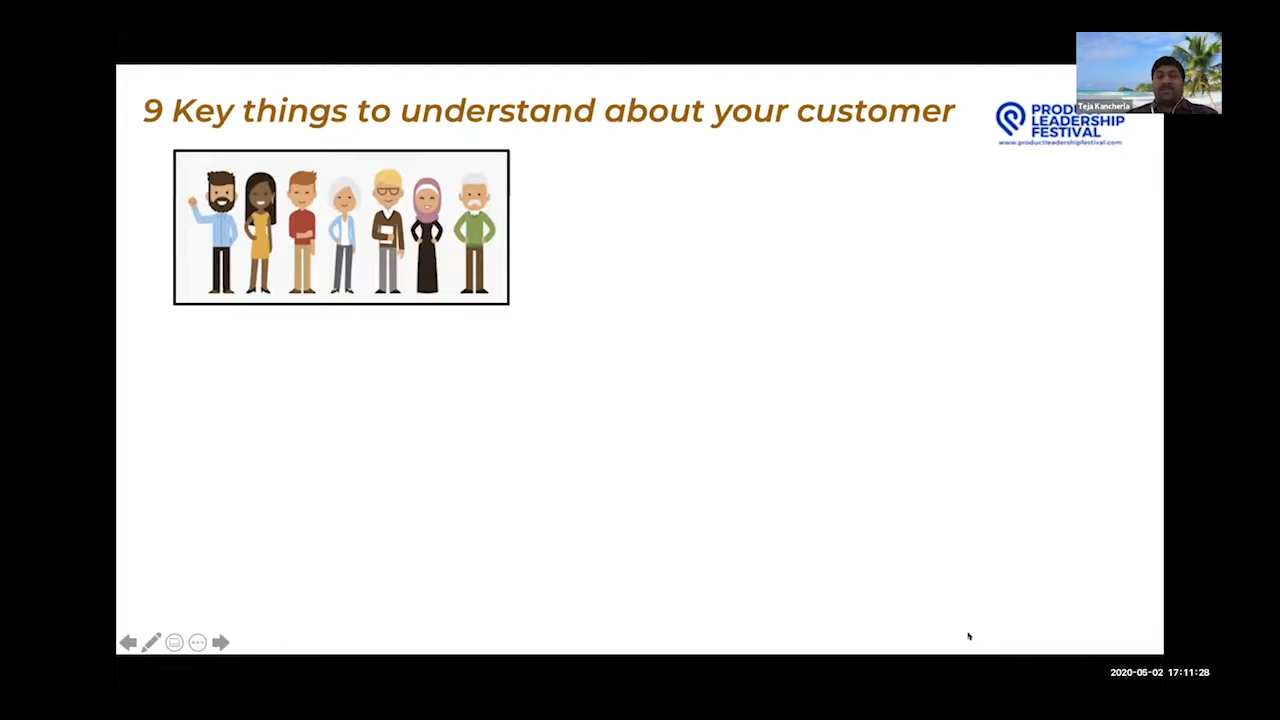 9 Key things to understand about your customer
Teja Kancherla
LEADERSHIP
FESTIVAL
www.productleadershipfestival.com
2020-05-02 17:11:28